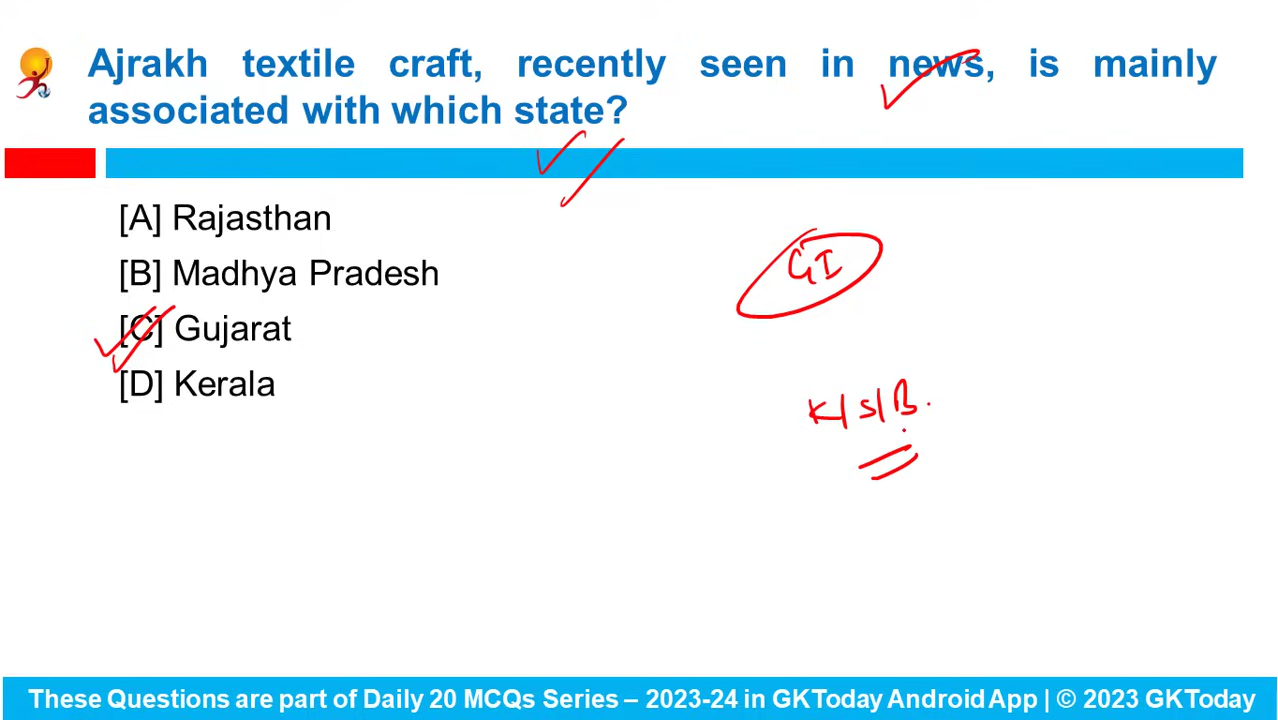 Ajrakh textile craft, recently seen in news, is mainly
associated with which state?
[A] Rajasthan
[B] Madhya Pradesh
[C] Gujarat
[D] Kerala
GI
K/S/B.
These Questions are part of Daily 20 MCQs Series – 2023-24 in GKToday Android App | © 2023 GKToday